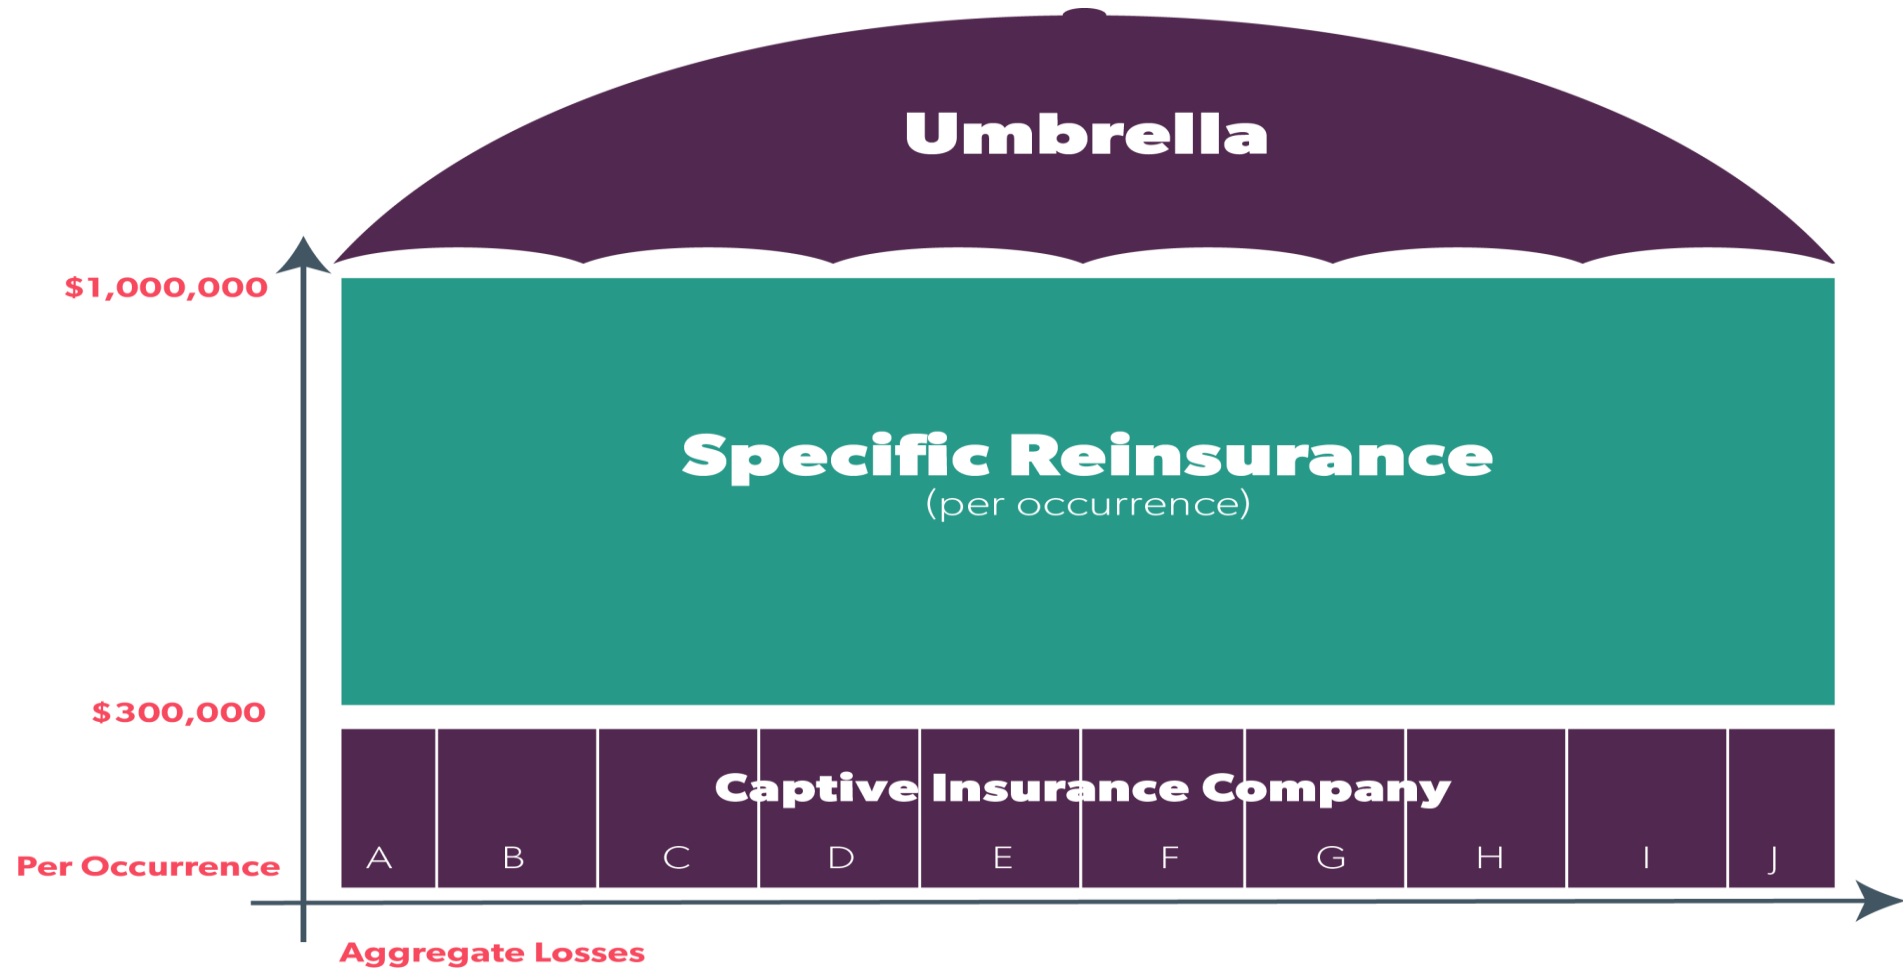 Umbrella
$1,000,000
Specific Reinsurance
(per occurrence)
$300,000
Captive Insurance Company
A B C D E F G H I J
Per Occurrence
Aggregate Losses